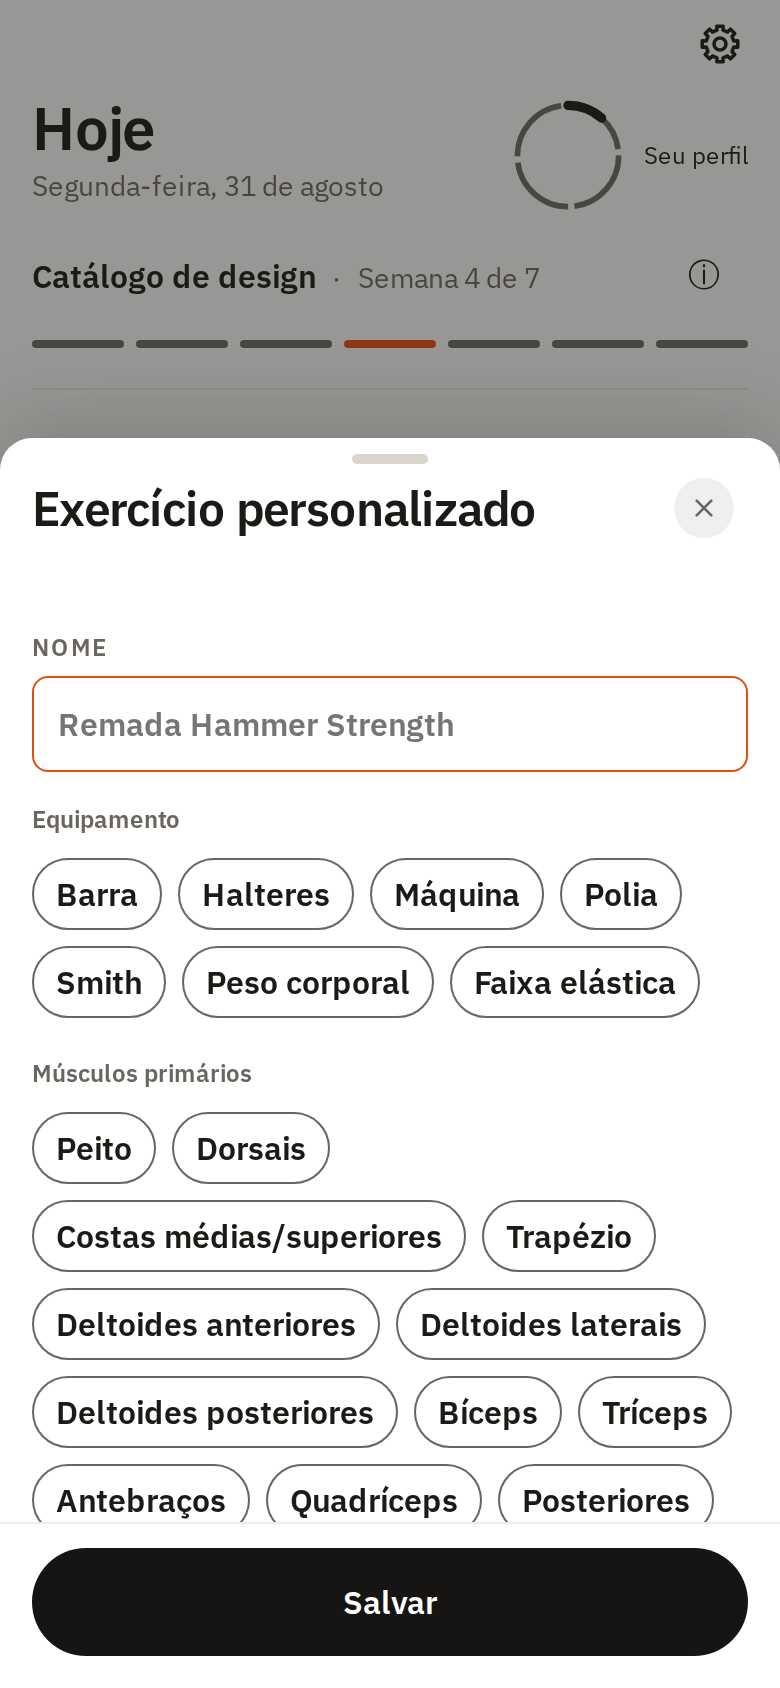 Hoje
Segunda-feira, 31 de agosto
Seu perfil
Catálogo de design · Semana 4 de 7
Exercício personalizado
NOME
Remada Hammer Strength
Equipamento
Barra Halteres Máquina Polia
Smith Peso corporal Faixa elástica
Músculos primários
Peito Dorsais
Costas médias/superiores Trapézio
Deltoides anteriores Deltoides laterais
Deltoides posteriores Bíceps Tríceps
Antebraços Quadríceps Posteriores
Salvar